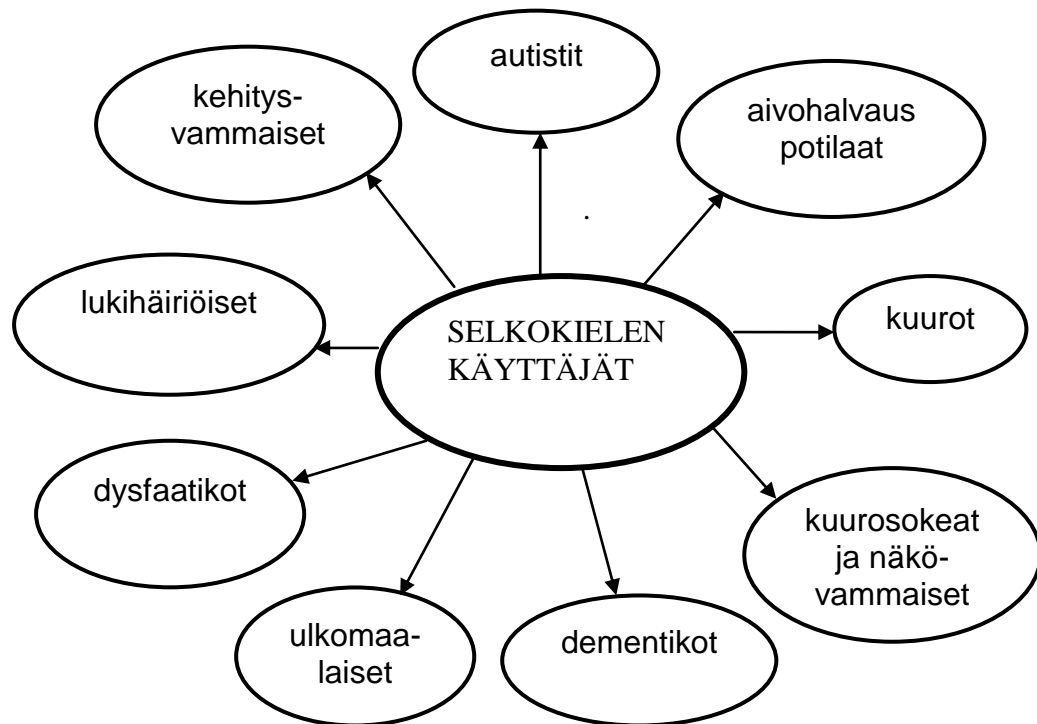 autistit
kehitys-
vammaiset
aivohalvaus
potilaat
lukihäiriöiset
SELKOKIELEN
KÄYTTÄJÄT
kuurot
dysfaatikot
kuurosokeat
ja näkö-
vammaiset
ulkomaa-
laiset
dementikot